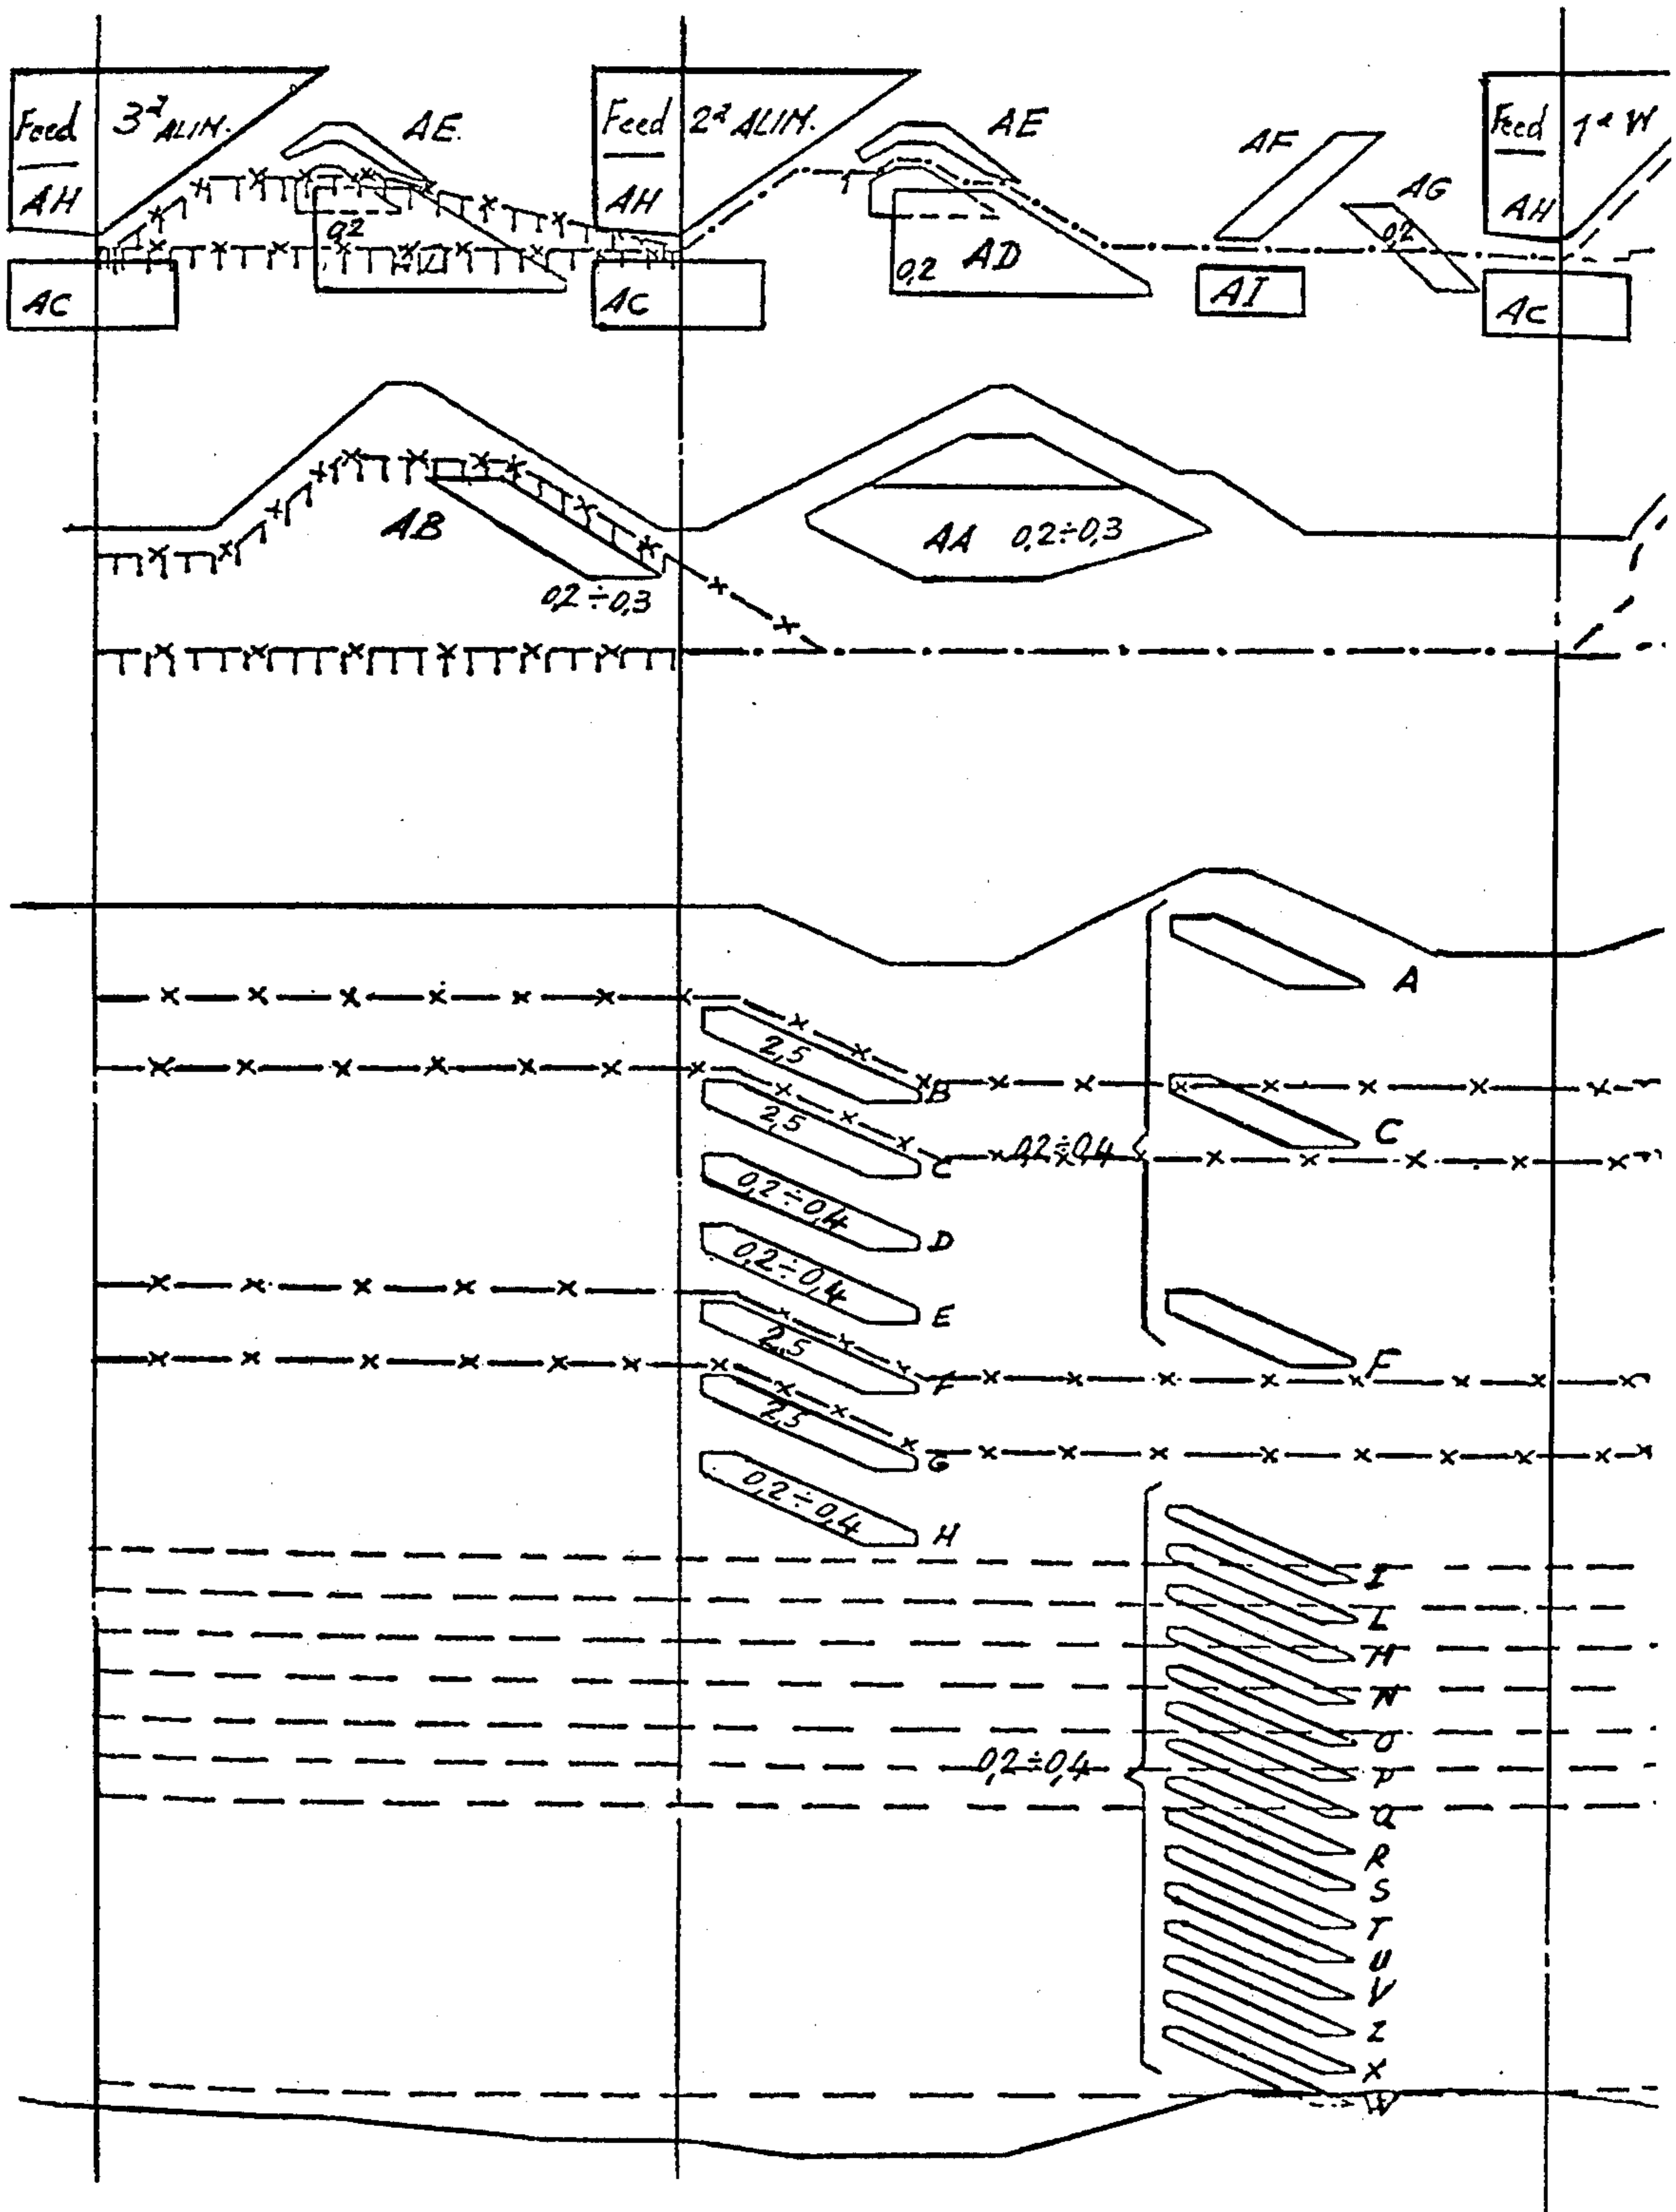 Feed 3ª ALIM.
AE.
Feed 2ª ALIM.
AE
AF
Feed 1ª W
AH
AH
AG
AH
0,2
0,2
AD
0,2
AC
AC
AI
AC
AB
AA 0,2÷0,3
0,2÷0,3
A
2,5
B
2,5
C
0,2÷0,4
C
0,2÷0,4
D
0,2÷0,4
E
2,5
F
F
2,5
G
0,2÷0,4
H
I
L
M
N
O
0,2÷0,4
P
Q
R
S
T
U
V
Z
X
W